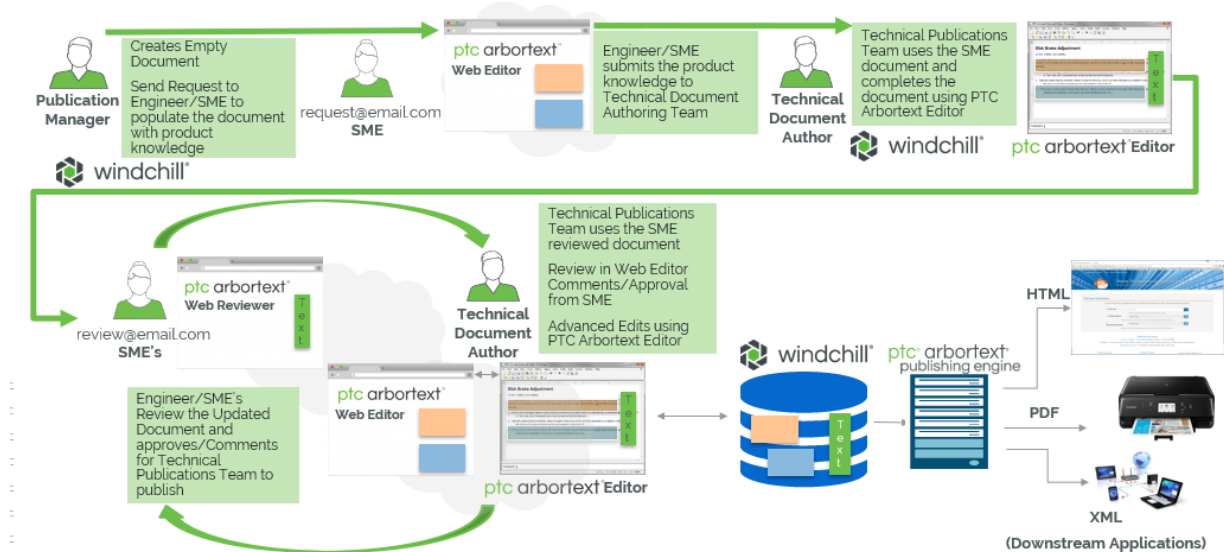 Publication
Manager
Creates Empty
Document
Send Request to
Engineer/SME to
populate the document
with product
knowledge
windchill®
request@email.com
SME
ptc arbortext®
Web Editor
Engineer/SME
submits the product
knowledge to
Technical Document
Authoring Team
Technical
Document
Author
Technical Publications
Team uses the SME
document and
completes the
document using PTC
Arbortext Editor
windchill®
Disk Brake Adjustment
Text
ptc arbortext® Editor
review@email.com
SME's
ptc arbortext®
Web Reviewer
Text
Technical
Document
Author
Technical Publications
Team uses the SME
reviewed document
Review in Web Editor
Comments/Approval
from SME
Advanced Edits using
PTC Arbortext Editor
Engineer/SME's
Review the Updated
Document and
approves/Comments
for Technical
Publications Team to
publish
ptc arbortext®
Web Editor
Disk Brake Adjustment
Text
ptc arbortext® Editor
windchill®
Text
ptc® arbortext®
publishing engine
HTML
PDF
XML
(Downstream Applications)